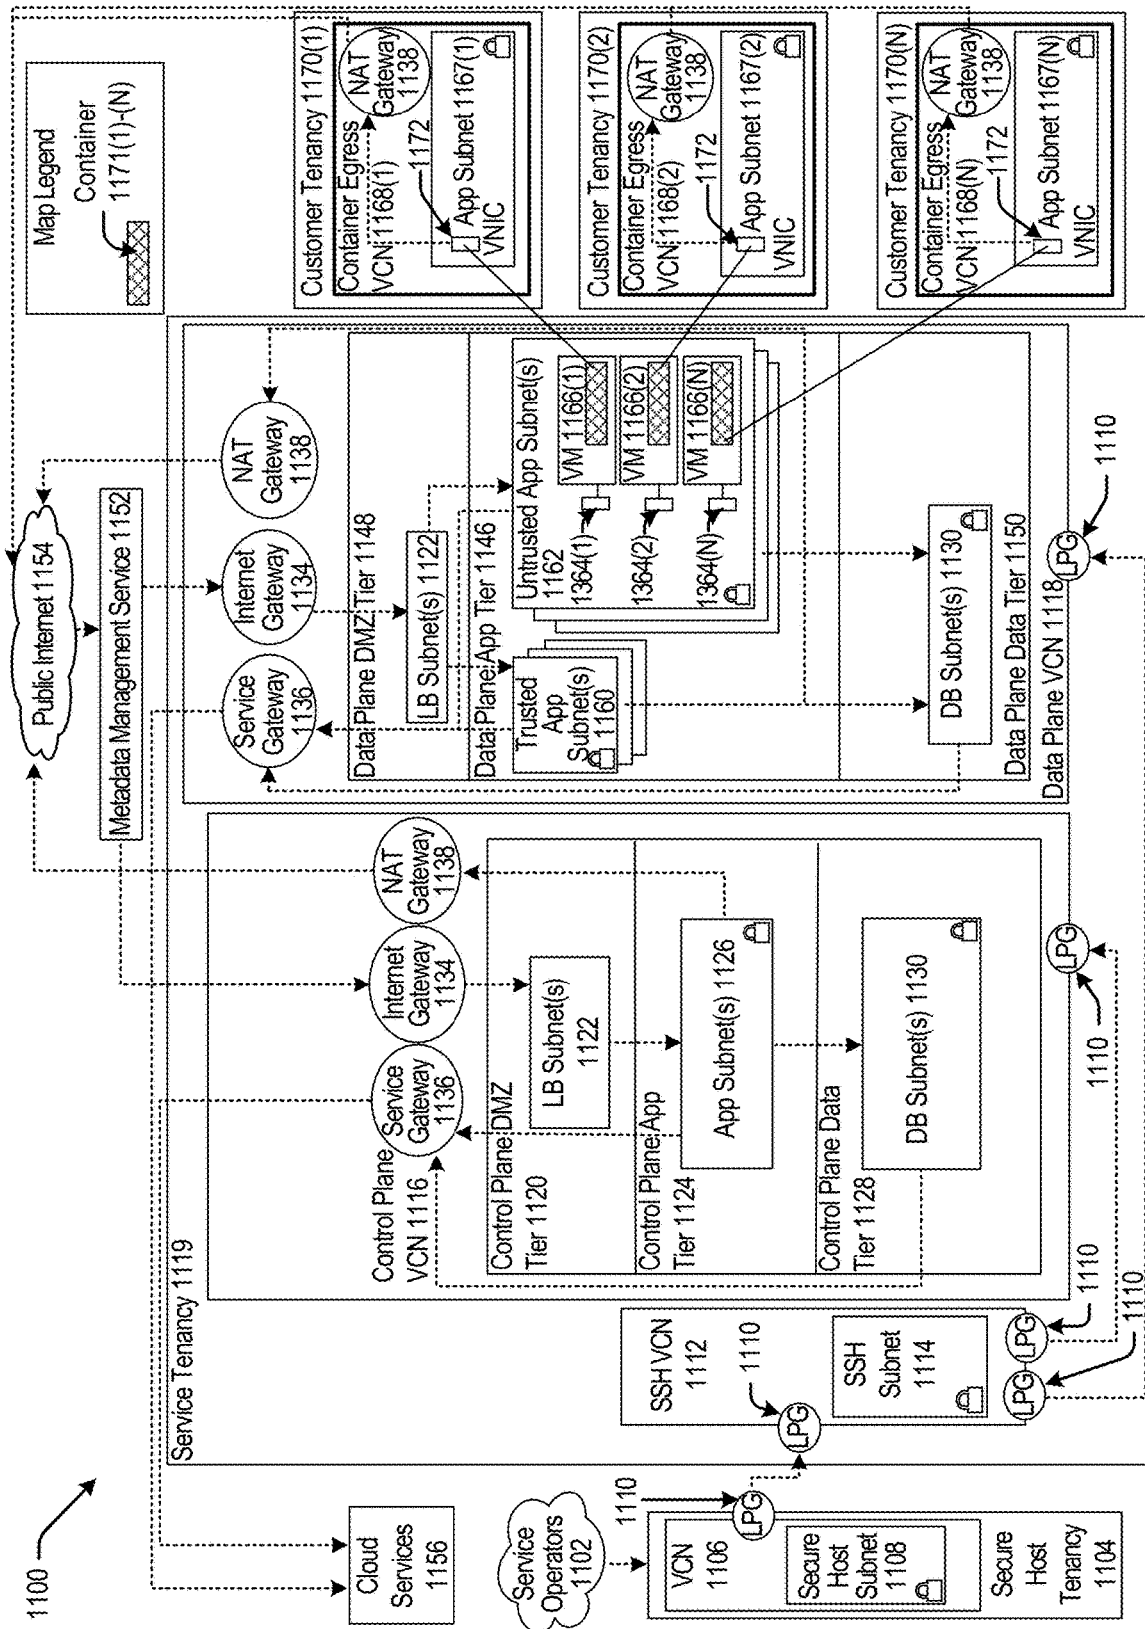 1100
Service Tenancy 1119
Cloud
Services
1156
Service
Operators
1102
1110
LPG
VCN
1106
Secure
Host
Subnet
1108
Secure
Host
Tenancy
1104
SSH VCN
1112
1110
LPG
SSH
Subnet
1114
LPG
LPG
1110
1110
Control Plane
VCN 1116
Service
Gateway
1136
Internet
Gateway
1134
NAT
Gateway
1138
Control Plane DMZ
Tier 1120
LB Subnet(s)
1122
Control Plane App
Tier 1124
App Subnet(s) 1126
Control Plane Data
Tier 1128
DB Subnet(s) 1130
LPG
1110
Public Internet 1154
Metadata Management Service 1152
Service
Gateway
1136
Internet
Gateway
1134
NAT
Gateway
1138
Data Plane DMZ Tier 1148
LB Subnet(s) 1122
Data Plane App Tier 1146
Trusted
App
Subnet(s)
1160
Untrusted App Subnet(s)
1162
1364(1)
VM 1166(1)
1364(2)
VM 1166(2)
1364(N)
VM 1166(N)
DB Subnet(s) 1130
Data Plane Data Tier 1150
Data Plane VCN 1118
LPG
1110
Map Legend
Container
1171(1)-(N)
Customer Tenancy 1170(1)
Container Egress
VCN 1168(1)
NAT
Gateway
1138
1172
App Subnet 1167(1)
VNIC
Customer Tenancy 1170(2)
Container Egress
VCN 1168(2)
NAT
Gateway
1138
1172
App Subnet 1167(2)
VNIC
Customer Tenancy 1170(N)
Container Egress
VCN 1168(N)
NAT
Gateway
1138
1172
App Subnet 1167(N)
VNIC